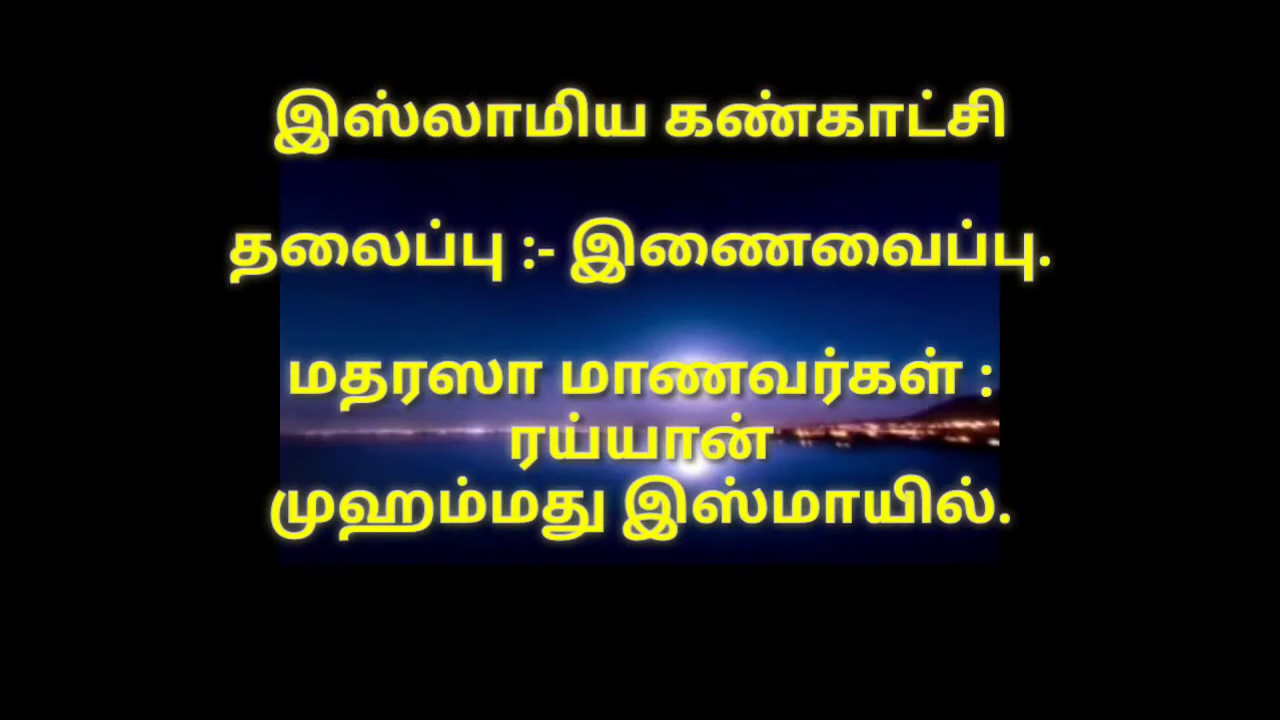 இஸ்லாமிய கண்காட்சி
தலைப்பு :- இணைவைப்பு.
மதரஸா மாணவர்கள் :
ரய்யான்
முஹம்மது இஸ்மாயில்.